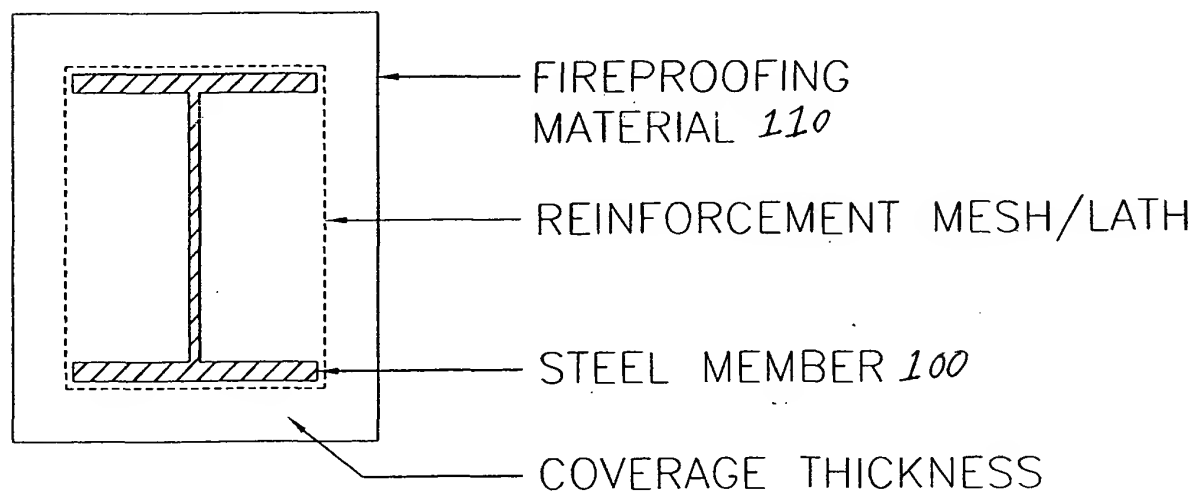 FIREPROOFING
MATERIAL 110
REINFORCEMENT MESH/LATH
STEEL MEMBER 100
COVERAGE THICKNESS